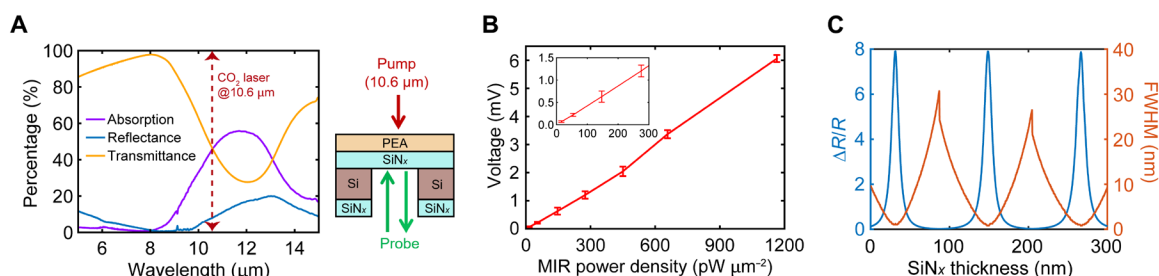 A
100
80
60
40
20
0
Percentage (%)
CO₂ laser
@10.6 μm
Absorption
Reflectance
Transmittance
6
8
10
12
14
Wavelength (μm)
Pump
(10.6 μm)
PEA
SiNₓ
Si
Si
SiNₓ
SiNₓ
Probe
B
6
5
4
3
2
1
0
Voltage (mV)
1.5
1.0
0.5
0.0
0
100
200
300
0
300
600
900
1200
MIR power density (pW μm⁻²)
C
8
6
4
2
0
ΔR/R
40
30
20
10
0
FWHM (nm)
0
100
200
300
SiNₓ thickness (nm)